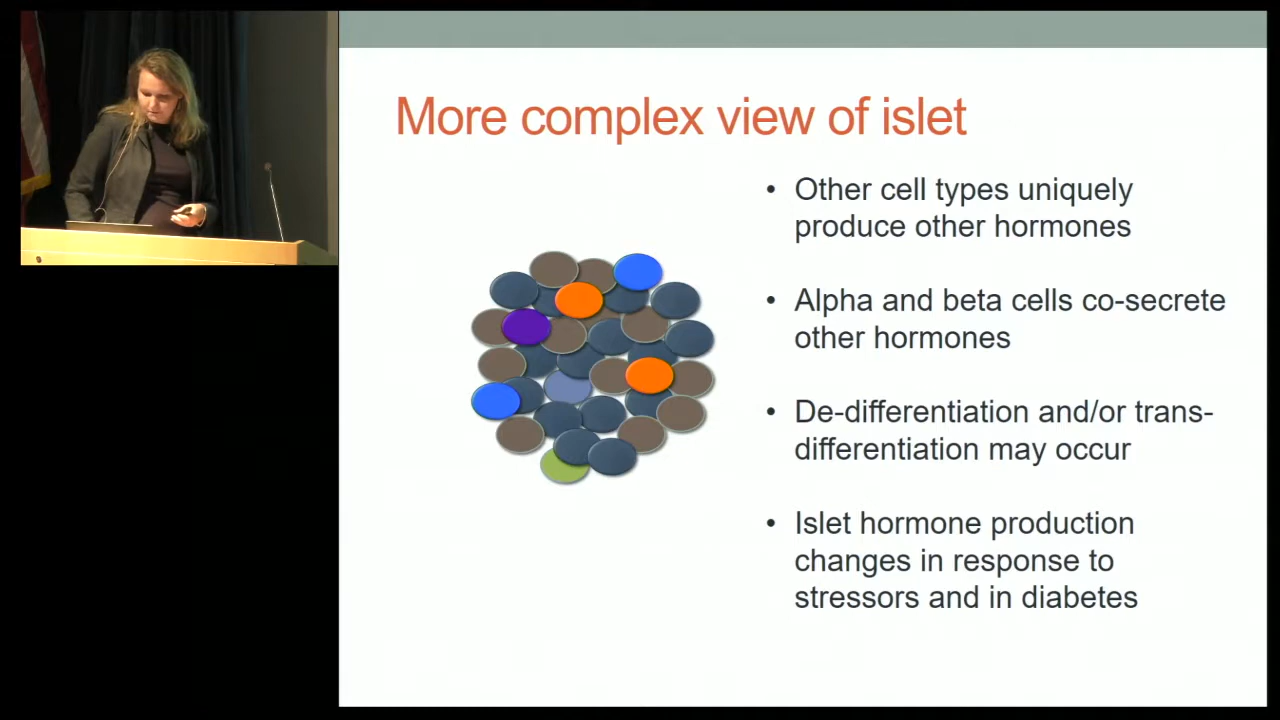 More complex view of islet
• Other cell types uniquely
produce other hormones
• Alpha and beta cells co-secrete
other hormones
• De-differentiation and/or trans-
differentiation may occur
• Islet hormone production
changes in response to
stressors and in diabetes